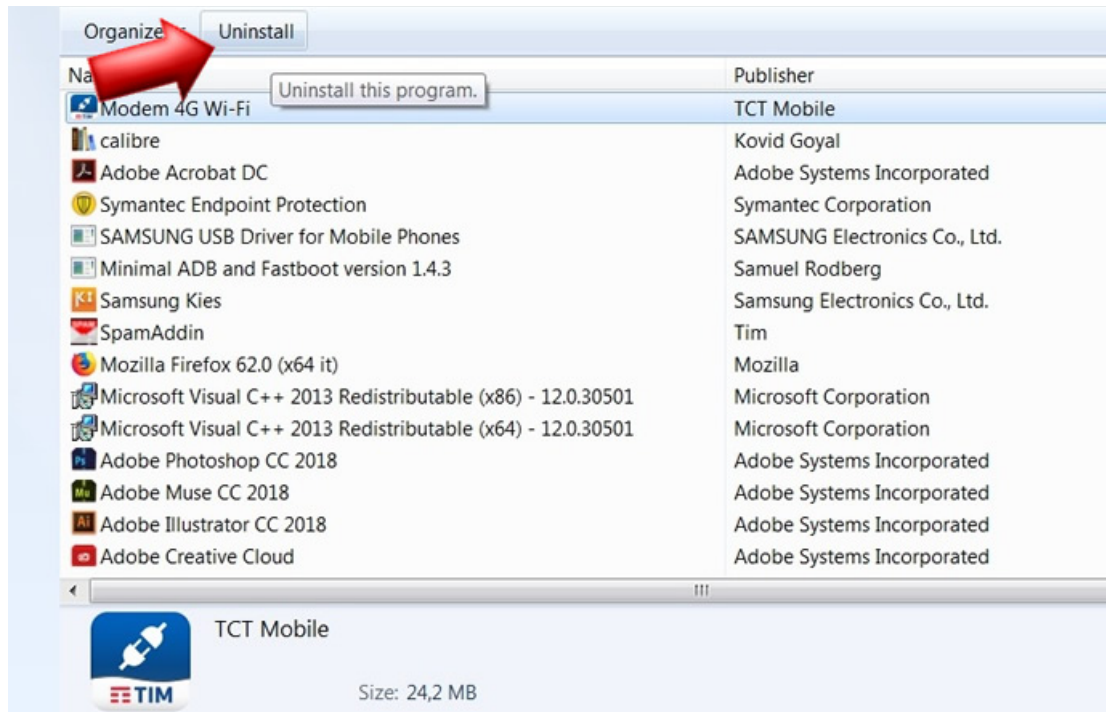 Organize Uninstall
Uninstall this program.
Publisher
Modem 4G Wi-Fi TCT Mobile
calibre Kovid Goyal
Adobe Acrobat DC Adobe Systems Incorporated
Symantec Endpoint Protection Symantec Corporation
SAMSUNG USB Driver for Mobile Phones SAMSUNG Electronics Co., Ltd.
Minimal ADB and Fastboot version 1.4.3 Samuel Rodberg
Samsung Kies Samsung Electronics Co., Ltd.
SpamAddin Tim
Mozilla Firefox 62.0 (x64 it) Mozilla
Microsoft Visual C++ 2013 Redistributable (x86) - 12.0.30501 Microsoft Corporation
Microsoft Visual C++ 2013 Redistributable (x64) - 12.0.30501 Microsoft Corporation
Adobe Photoshop CC 2018 Adobe Systems Incorporated
Adobe Muse CC 2018 Adobe Systems Incorporated
Adobe Illustrator CC 2018 Adobe Systems Incorporated
Adobe Creative Cloud Adobe Systems Incorporated
TCT Mobile
TIM
Size: 24,2 MB